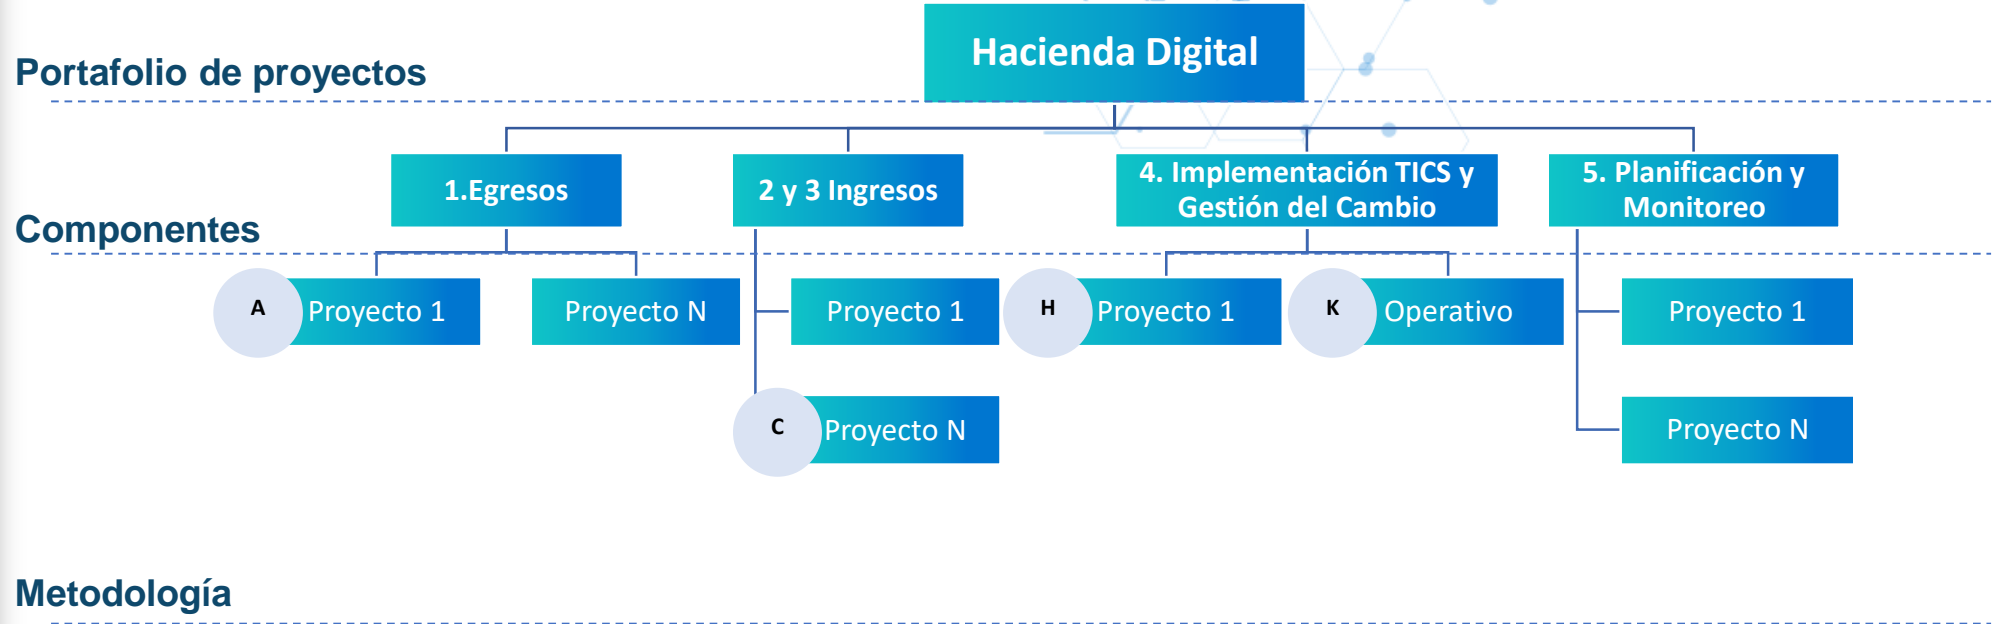 Hacienda Digital
Portafolio de proyectos
1.Egresos
2 y 3 Ingresos
4. Implementación TICS y
Gestión del Cambio
5. Planificación y
Monitoreo
Componentes
A
Proyecto 1
Proyecto N
Proyecto 1
H
Proyecto 1
K
Operativo
Proyecto 1
C
Proyecto N
Proyecto N
Metodología